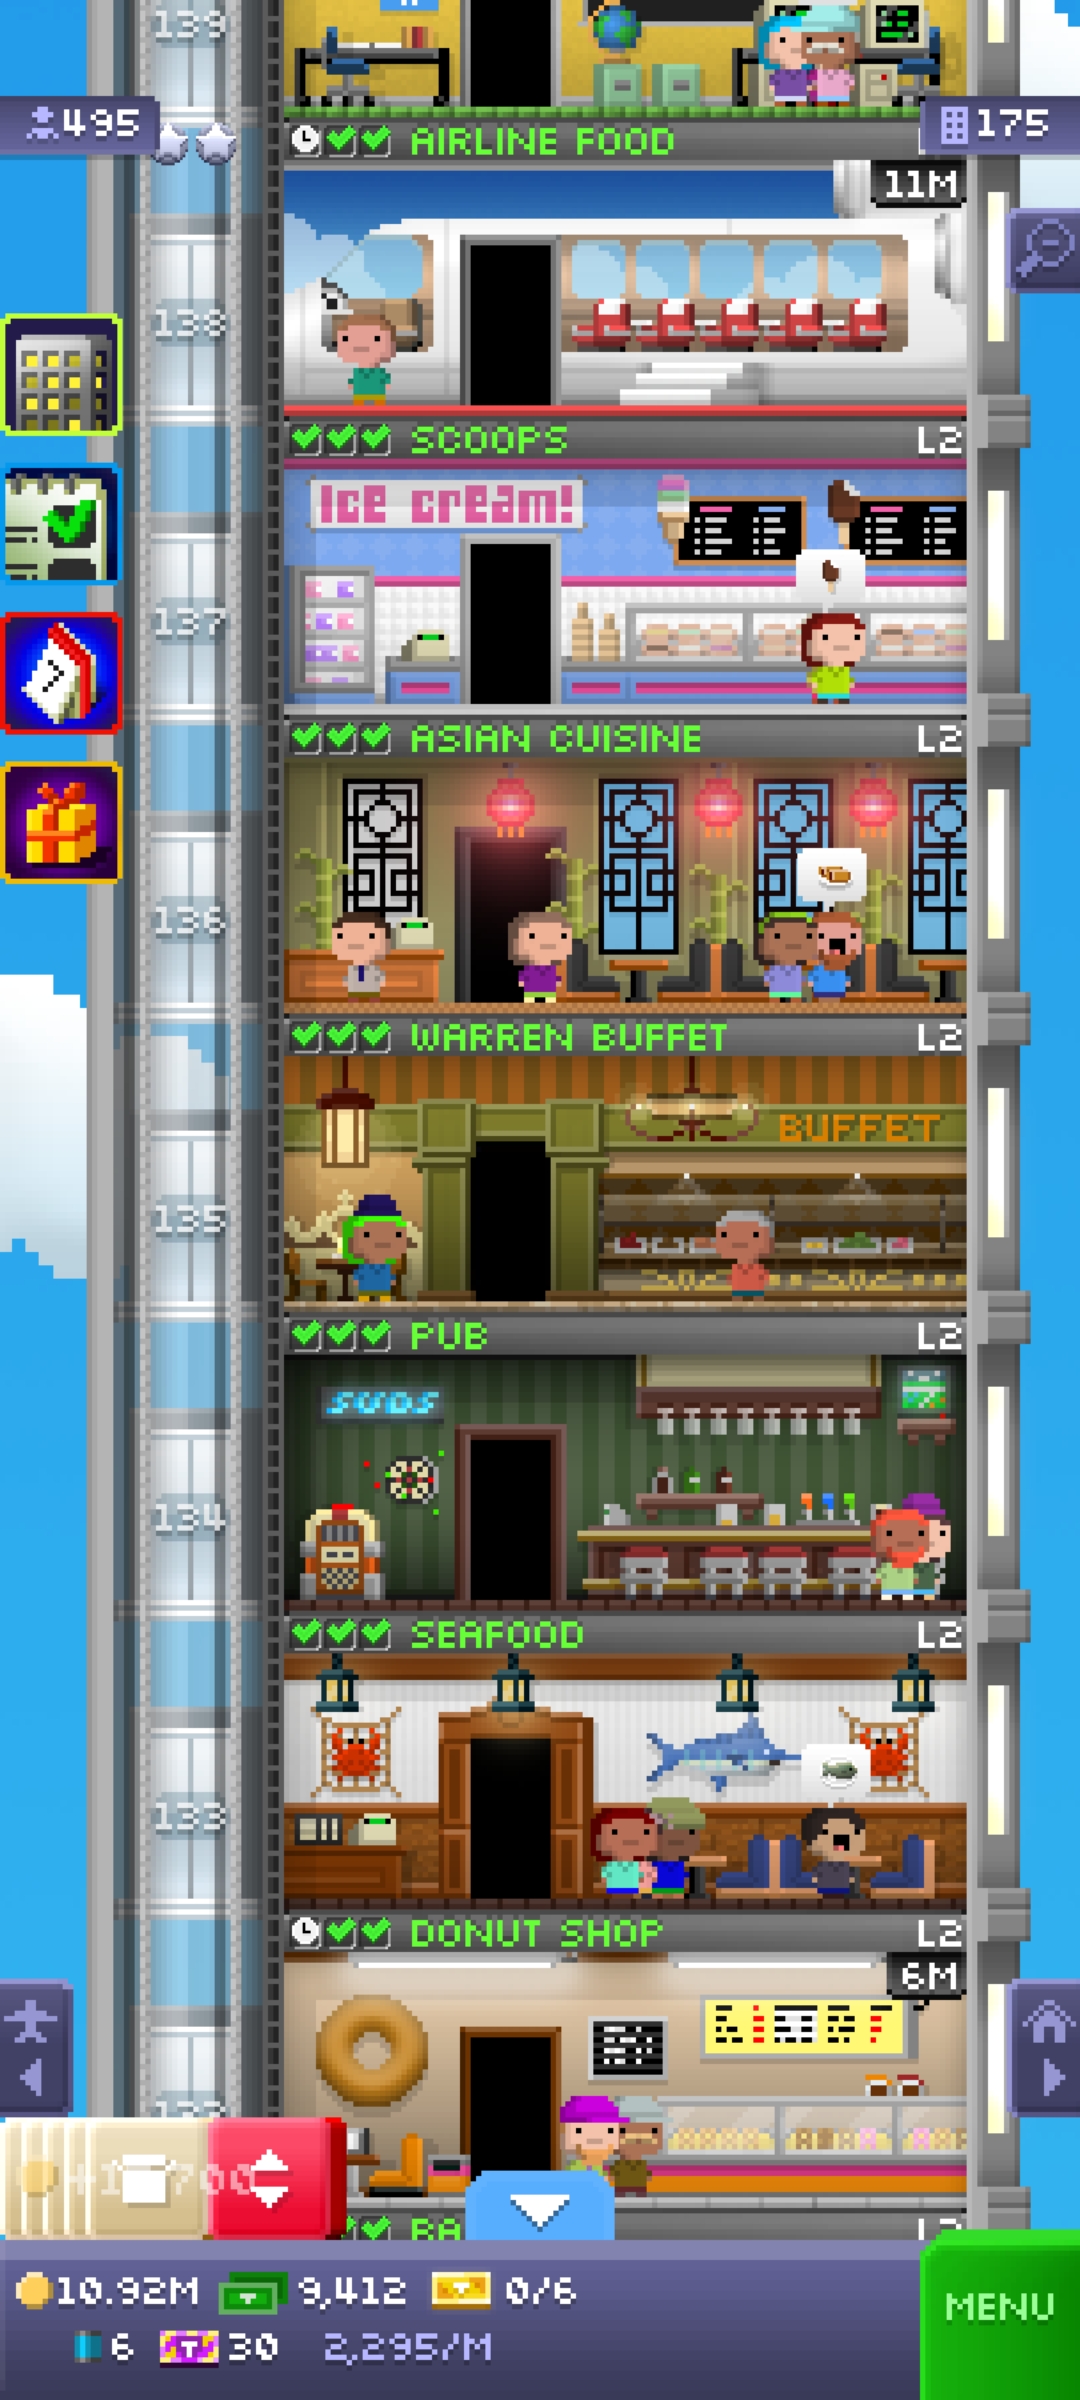 139
495
175
AIRLINE FOOD
11M
138
SCOOPS L2
Ice cream!
137
7
ASIAN CUISINE L2
136
WARREN BUFFET L2
BUFFET
135
PUB L2
SUDS
134
SEAFOOD L2
133
DONUT SHOP L2
6M
BA
10.92M 9,412 0/6
6 T 30 2,295/M
MENU